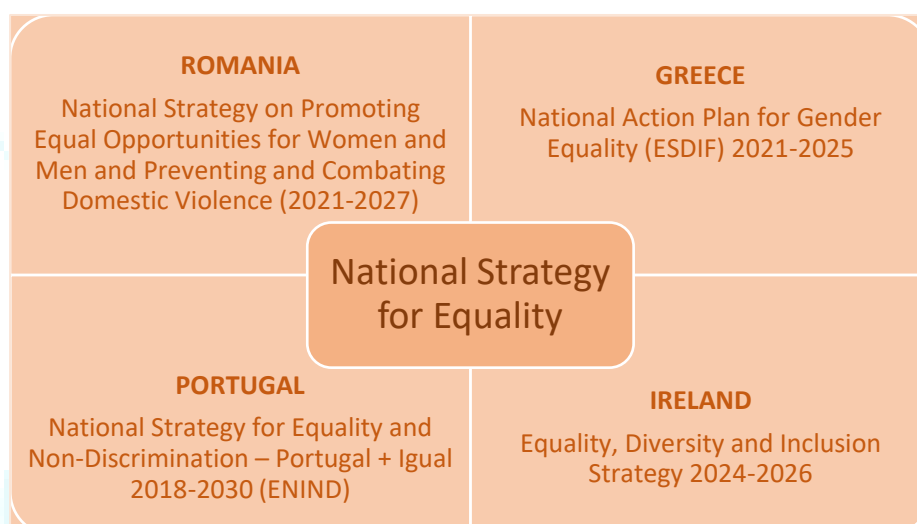 ROMANIA
National Strategy on Promoting
Equal Opportunities for Women and
Men and Preventing and Combating
Domestic Violence (2021-2027)
GREECE
National Action Plan for Gender
Equality (ESDIF) 2021-2025
National Strategy
for Equality
PORTUGAL
National Strategy for Equality and
Non-Discrimination – Portugal + Igual
2018-2030 (ENIND)
IRELAND
Equality, Diversity and Inclusion
Strategy 2024-2026